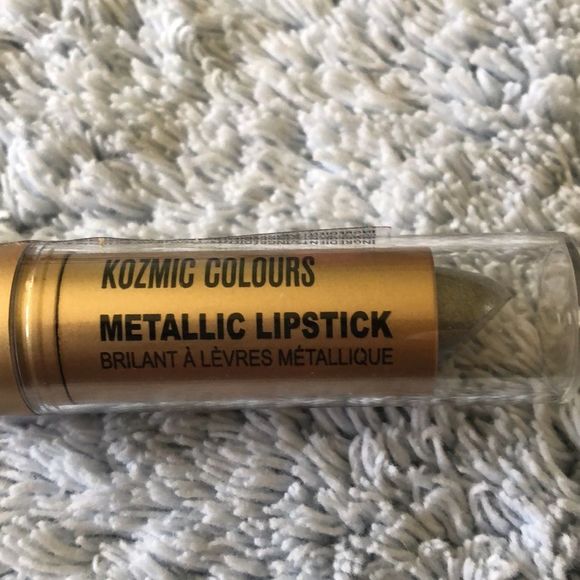 KOZMIC COLOURS
METALLIC LIPSTICK
BRILANT À LÈVRES MÉTALLIQUE